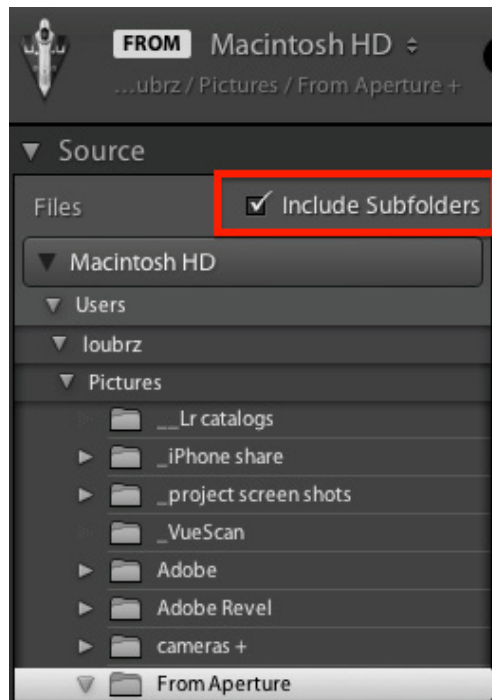 FROM Macintosh HD
...ubrz / Pictures / From Aperture +
Source
Files Include Subfolders
Macintosh HD
Users
loubrz
Pictures
__Lr catalogs
_iPhone share
_project screen shots
_VueScan
Adobe
Adobe Revel
cameras +
From Aperture